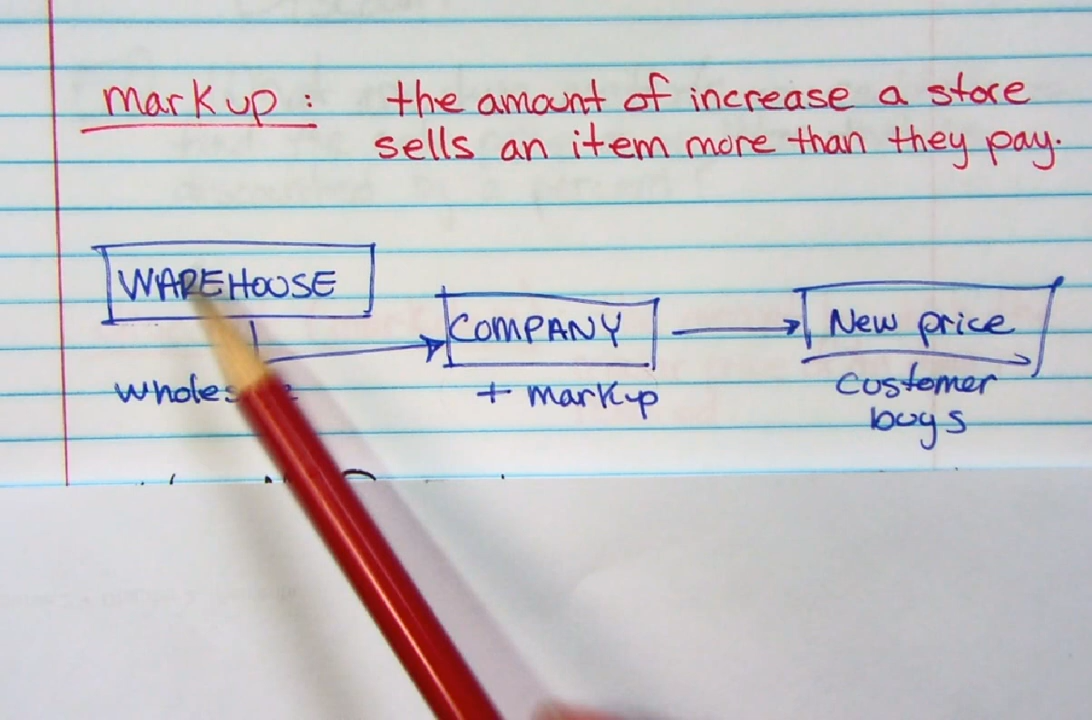 markup : the amount of increase a store
sells an item more than they pay.
WAREHOUSE
COMPANY
New price
+ markup
customer
buys